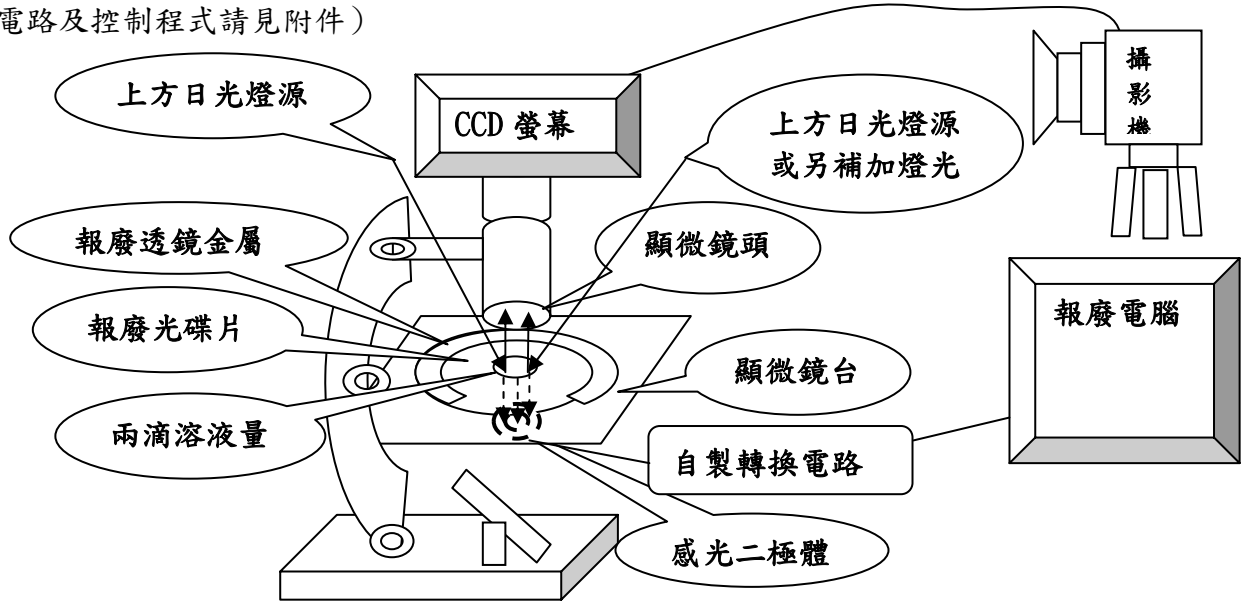 電路及控制程式請見附件）
上方日光燈源
CCD 螢幕
上方日光燈源
或另補加燈光
攝
影
機
報廢透鏡金屬
顯微鏡頭
報廢光碟片
顯微鏡台
報廢電腦
兩滴溶液量
自製轉換電路
感光二極體